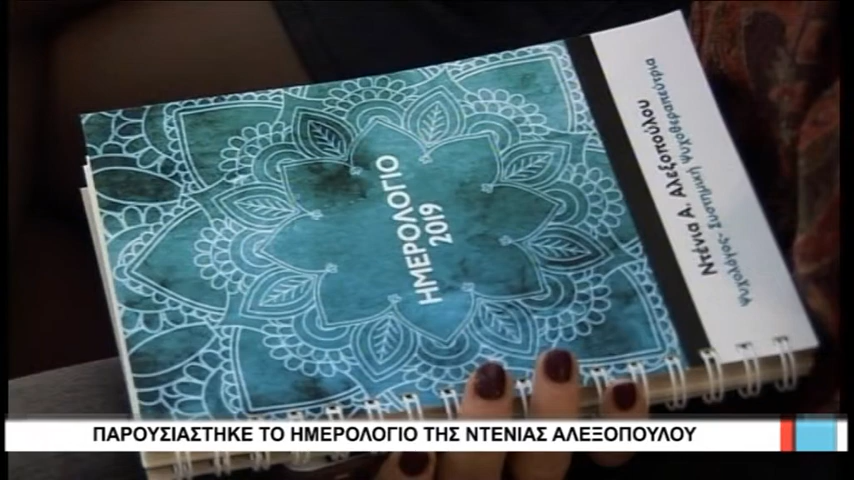 ΗΜΕΡΟΛΟΓΙΟ
2019
Ντένια Α. Αλεξοπούλου
Ψυχολόγος- Συστημική Ψυχοθεραπεύτρια
ΠΑΡΟΥΣΙΑΣΤΗΚΕ ΤΟ ΗΜΕΡΟΛΟΓΙΟ ΤΗΣ ΝΤΕΝΙΑΣ ΑΛΕΞΟΠΟΥΛΟΥ